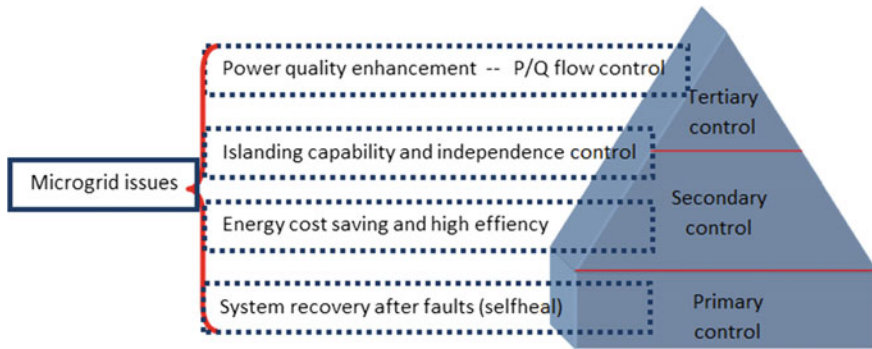 Power quality enhancement -- P/Q flow control
Tertiary
control
Islanding capability and independence control
Microgrid issues
Secondary
control
Energy cost saving and high effiency
System recovery after faults (selfheal)
Primary
control